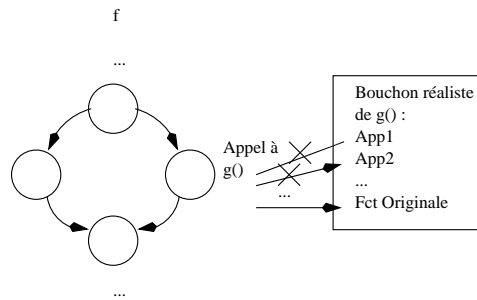 f
...
Appel à
g()
...
Bouchon réaliste
de g() :
App1
App2
...
Fct Originale
...